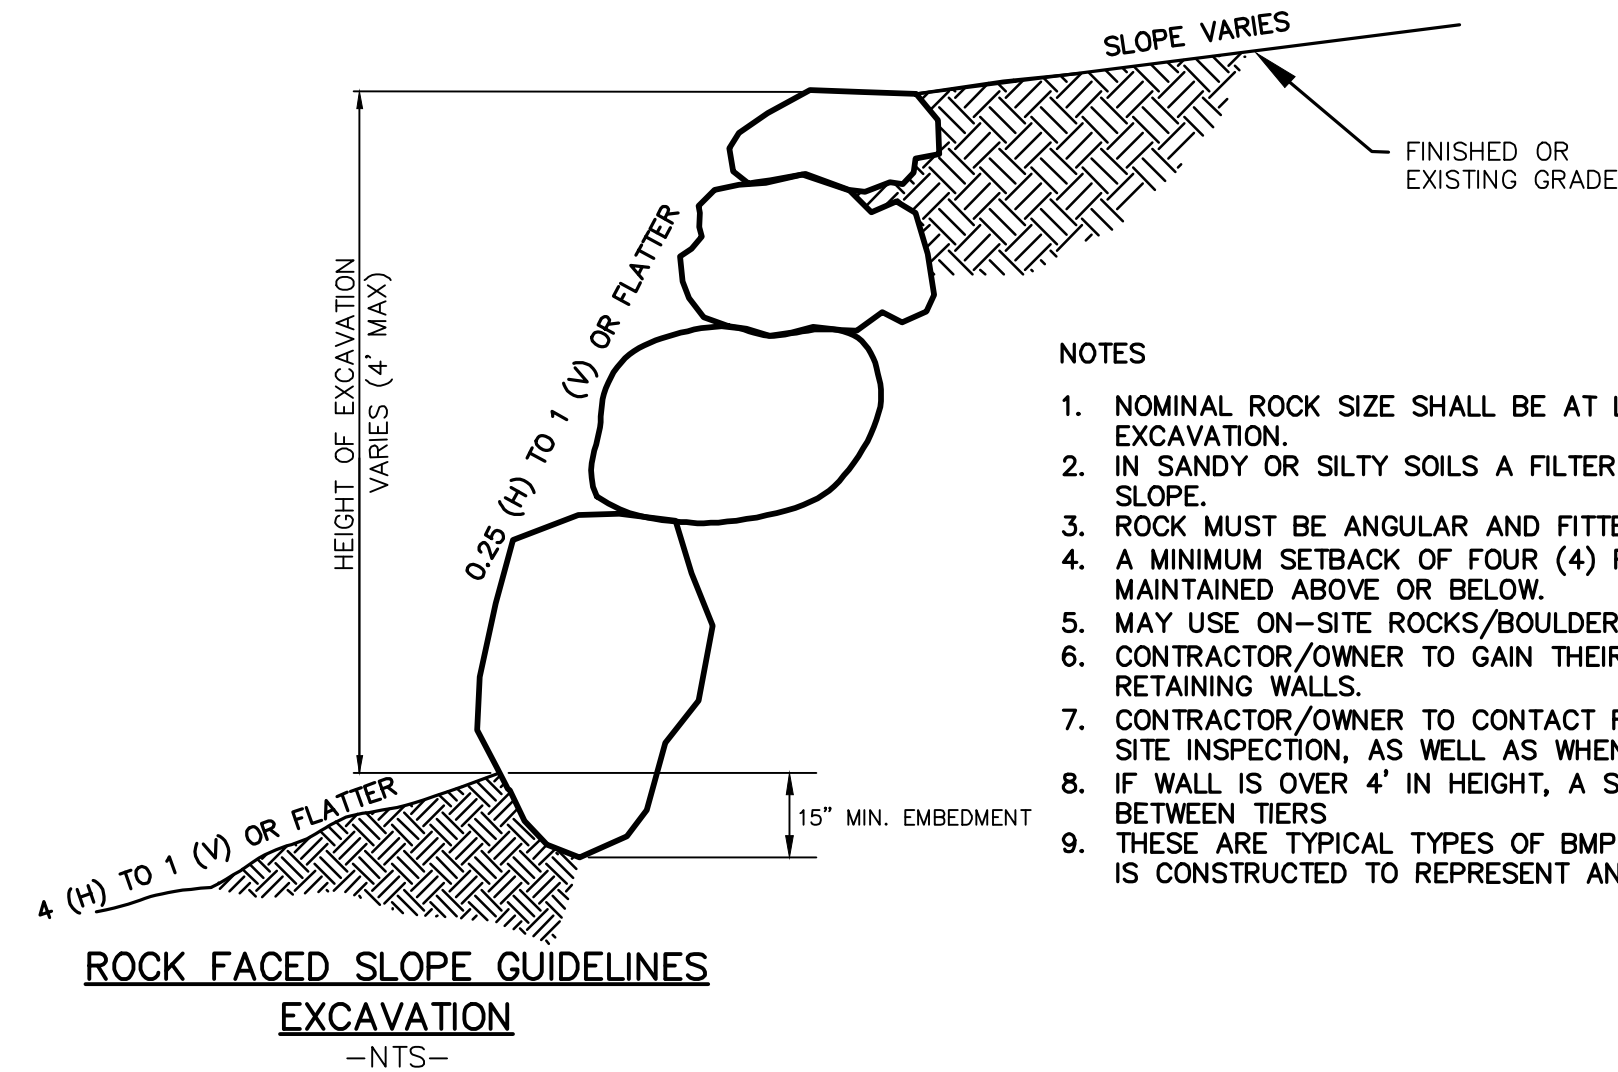 SLOPE VARIES
FINISHED OR
EXISTING GRADE
HEIGHT OF EXCAVATION
VARIES (4' MAX)
0.25 (H) TO 1 (V) OR FLATTER
4 (H) TO 1 (V) OR FLATTER
15" MIN. EMBEDMENT
NOTES
1. NOMINAL ROCK SIZE SHALL BE AT
EXCAVATION.
2. IN SANDY OR SILTY SOILS A FILTER
SLOPE.
3. ROCK MUST BE ANGULAR AND
4. A MINIMUM SETBACK OF FOUR (4)
MAINTAINED ABOVE OR BELOW.
5. MAY USE ON-SITE
6. CONTRACTOR/OWNER TO GAIN THEIR
RETAINING WALLS.
7. CONTRACTOR/OWNER TO CONTACT
SITE INSPECTION, AS WELL AS WHEN
8. IF WALL IS OVER 4' IN HEIGHT, A
BETWEEN TIERS
9. THESE ARE TYPICAL TYPES OF BMP
IS CONSTRUCTED TO REPRESENT AN
ROCK FACED SLOPE GUIDELINES
EXCAVATION
-NTS-